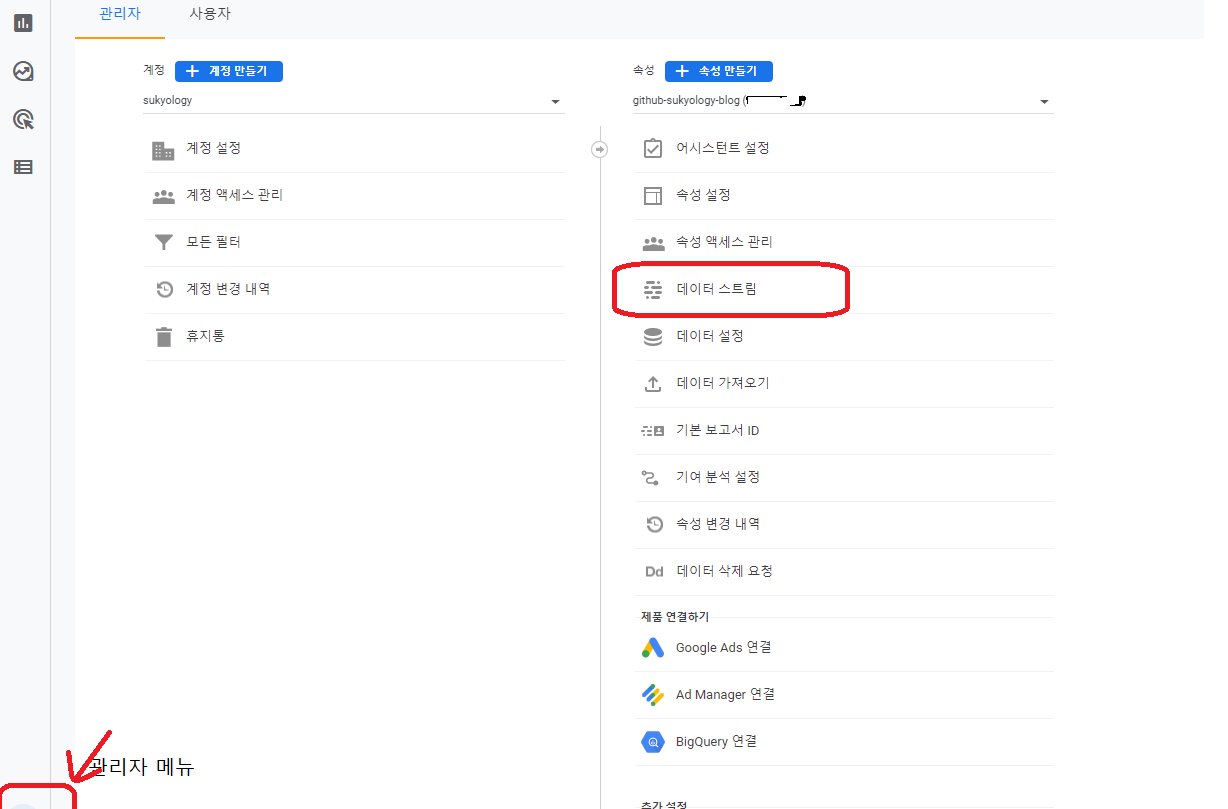 관리자 사용자
계정 계정 만들기
sukyology
계정 설정
계정 액세스 관리
모든 필터
계정 변경 내역
휴지통
속성 속성 만들기
github-sukyology-blog (
어시스턴트 설정
속성 설정
속성 액세스 관리
데이터 스트림
데이터 설정
데이터 가져오기
기본 보고서 ID
기여 분석 설정
속성 변경 내역
Dd 데이터 삭제 요청
제품 연결하기
Google Ads 연결
Ad Manager 연결
BigQuery 연결
추가 설정
관리자 메뉴